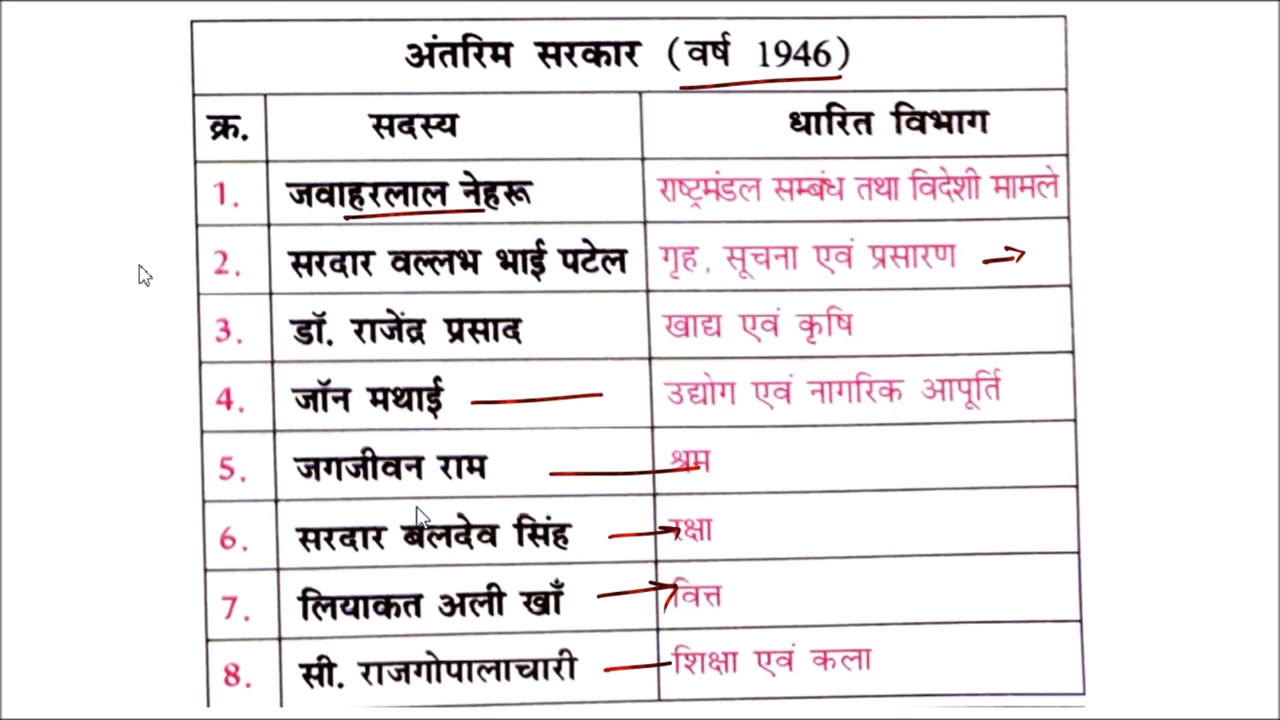 अंतरिम सरकार (वर्ष 1946)
क्र. सदस्य धारित विभाग
1. जवाहरलाल नेहरू राष्ट्रमंडल सम्बंध तथा विदेशी मामले
2. सरदार वल्लभ भाई पटेल गृह, सूचना एवं प्रसारण
3. डॉ. राजेंद्र प्रसाद खाद्य एवं कृषि
4. जॉन मथाई उद्योग एवं नागरिक आपूर्ति
5. जगजीवन राम श्रम
6. सरदार बलदेव सिंह रक्षा
7. लियाकत अली खाँ वित्त
8. सी. राजगोपालाचारी शिक्षा एवं कला